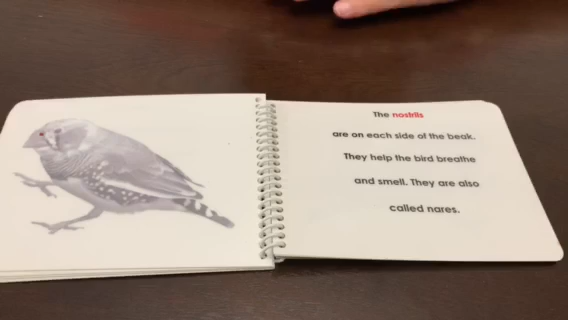 The nostrils
are on each side of the beak.
They help the bird breathe
and smell. They are also
called nares.